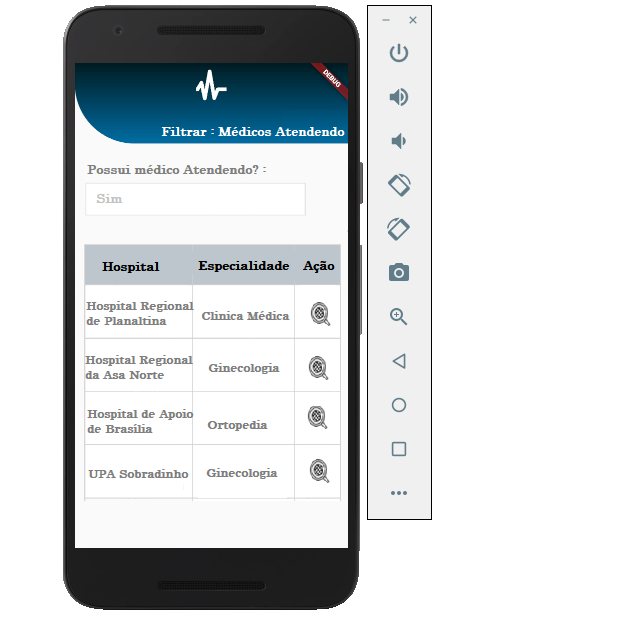 DEBUG
Filtrar : Médicos Atendendo
Possui médico Atendendo? :
Sim
Hospital Especialidade Ação
Hospital Regional
de Planaltina
Clinica Médica
Hospital Regional
da Asa Norte
Ginecologia
Hospital de Apoio
de Brasília
Ortopedia
UPA Sobradinho Ginecologia